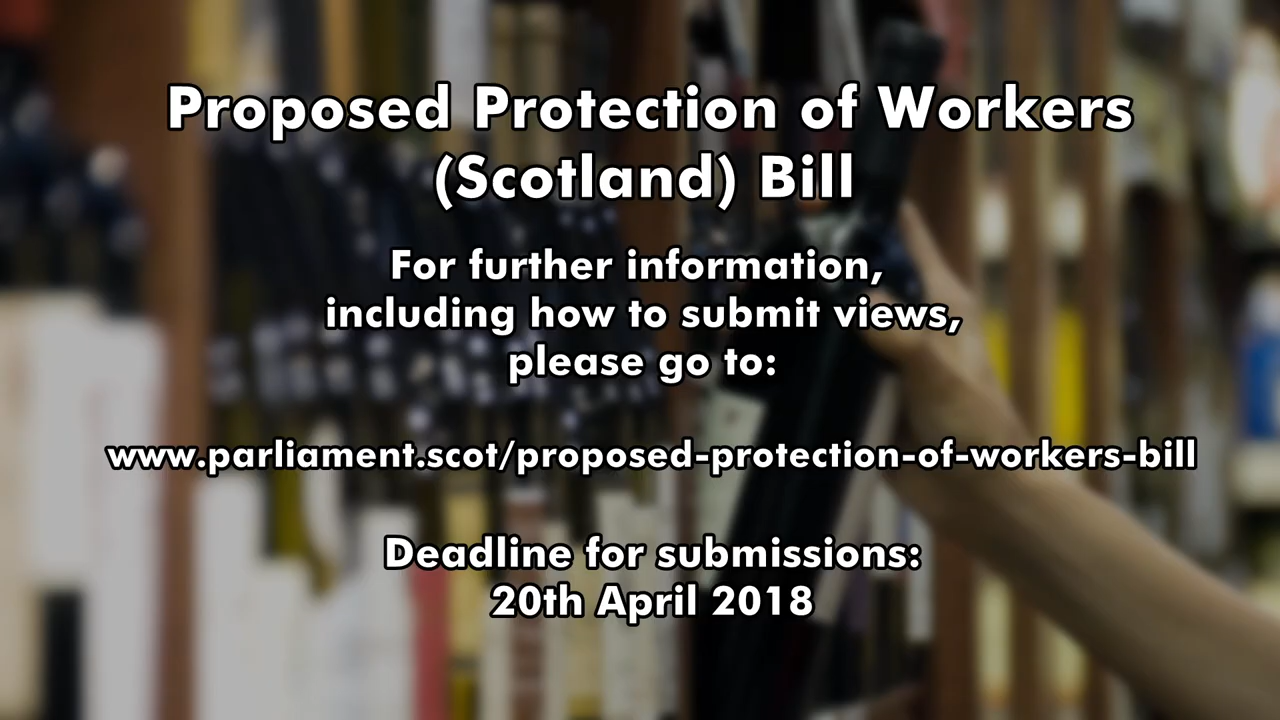 Proposed Protection of Workers
(Scotland) Bill
For further information,
including how to submit views,
please go to:
www.parliament.scot/proposed-protection-of-workers-bill
Deadline for submissions:
20th April 2018